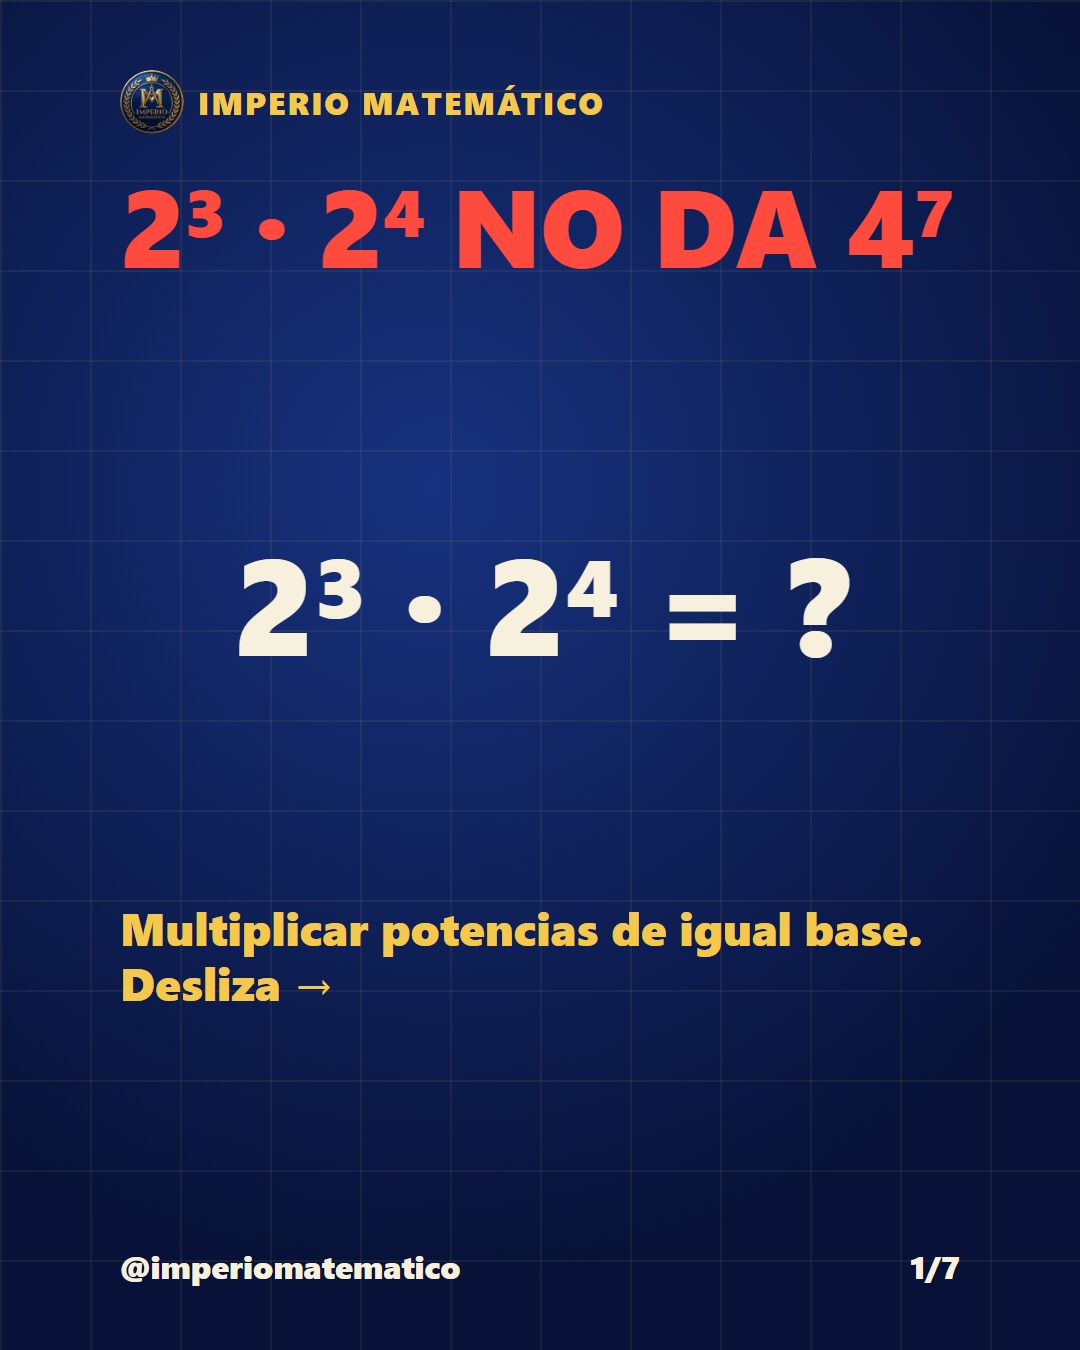 IMPERIO MATEMÁTICO
2³ · 2⁴ NO DA 4⁷
2³ · 2⁴ = ?
Multiplicar potencias de igual base.
Desliza →
@imperiomatematico
1/7